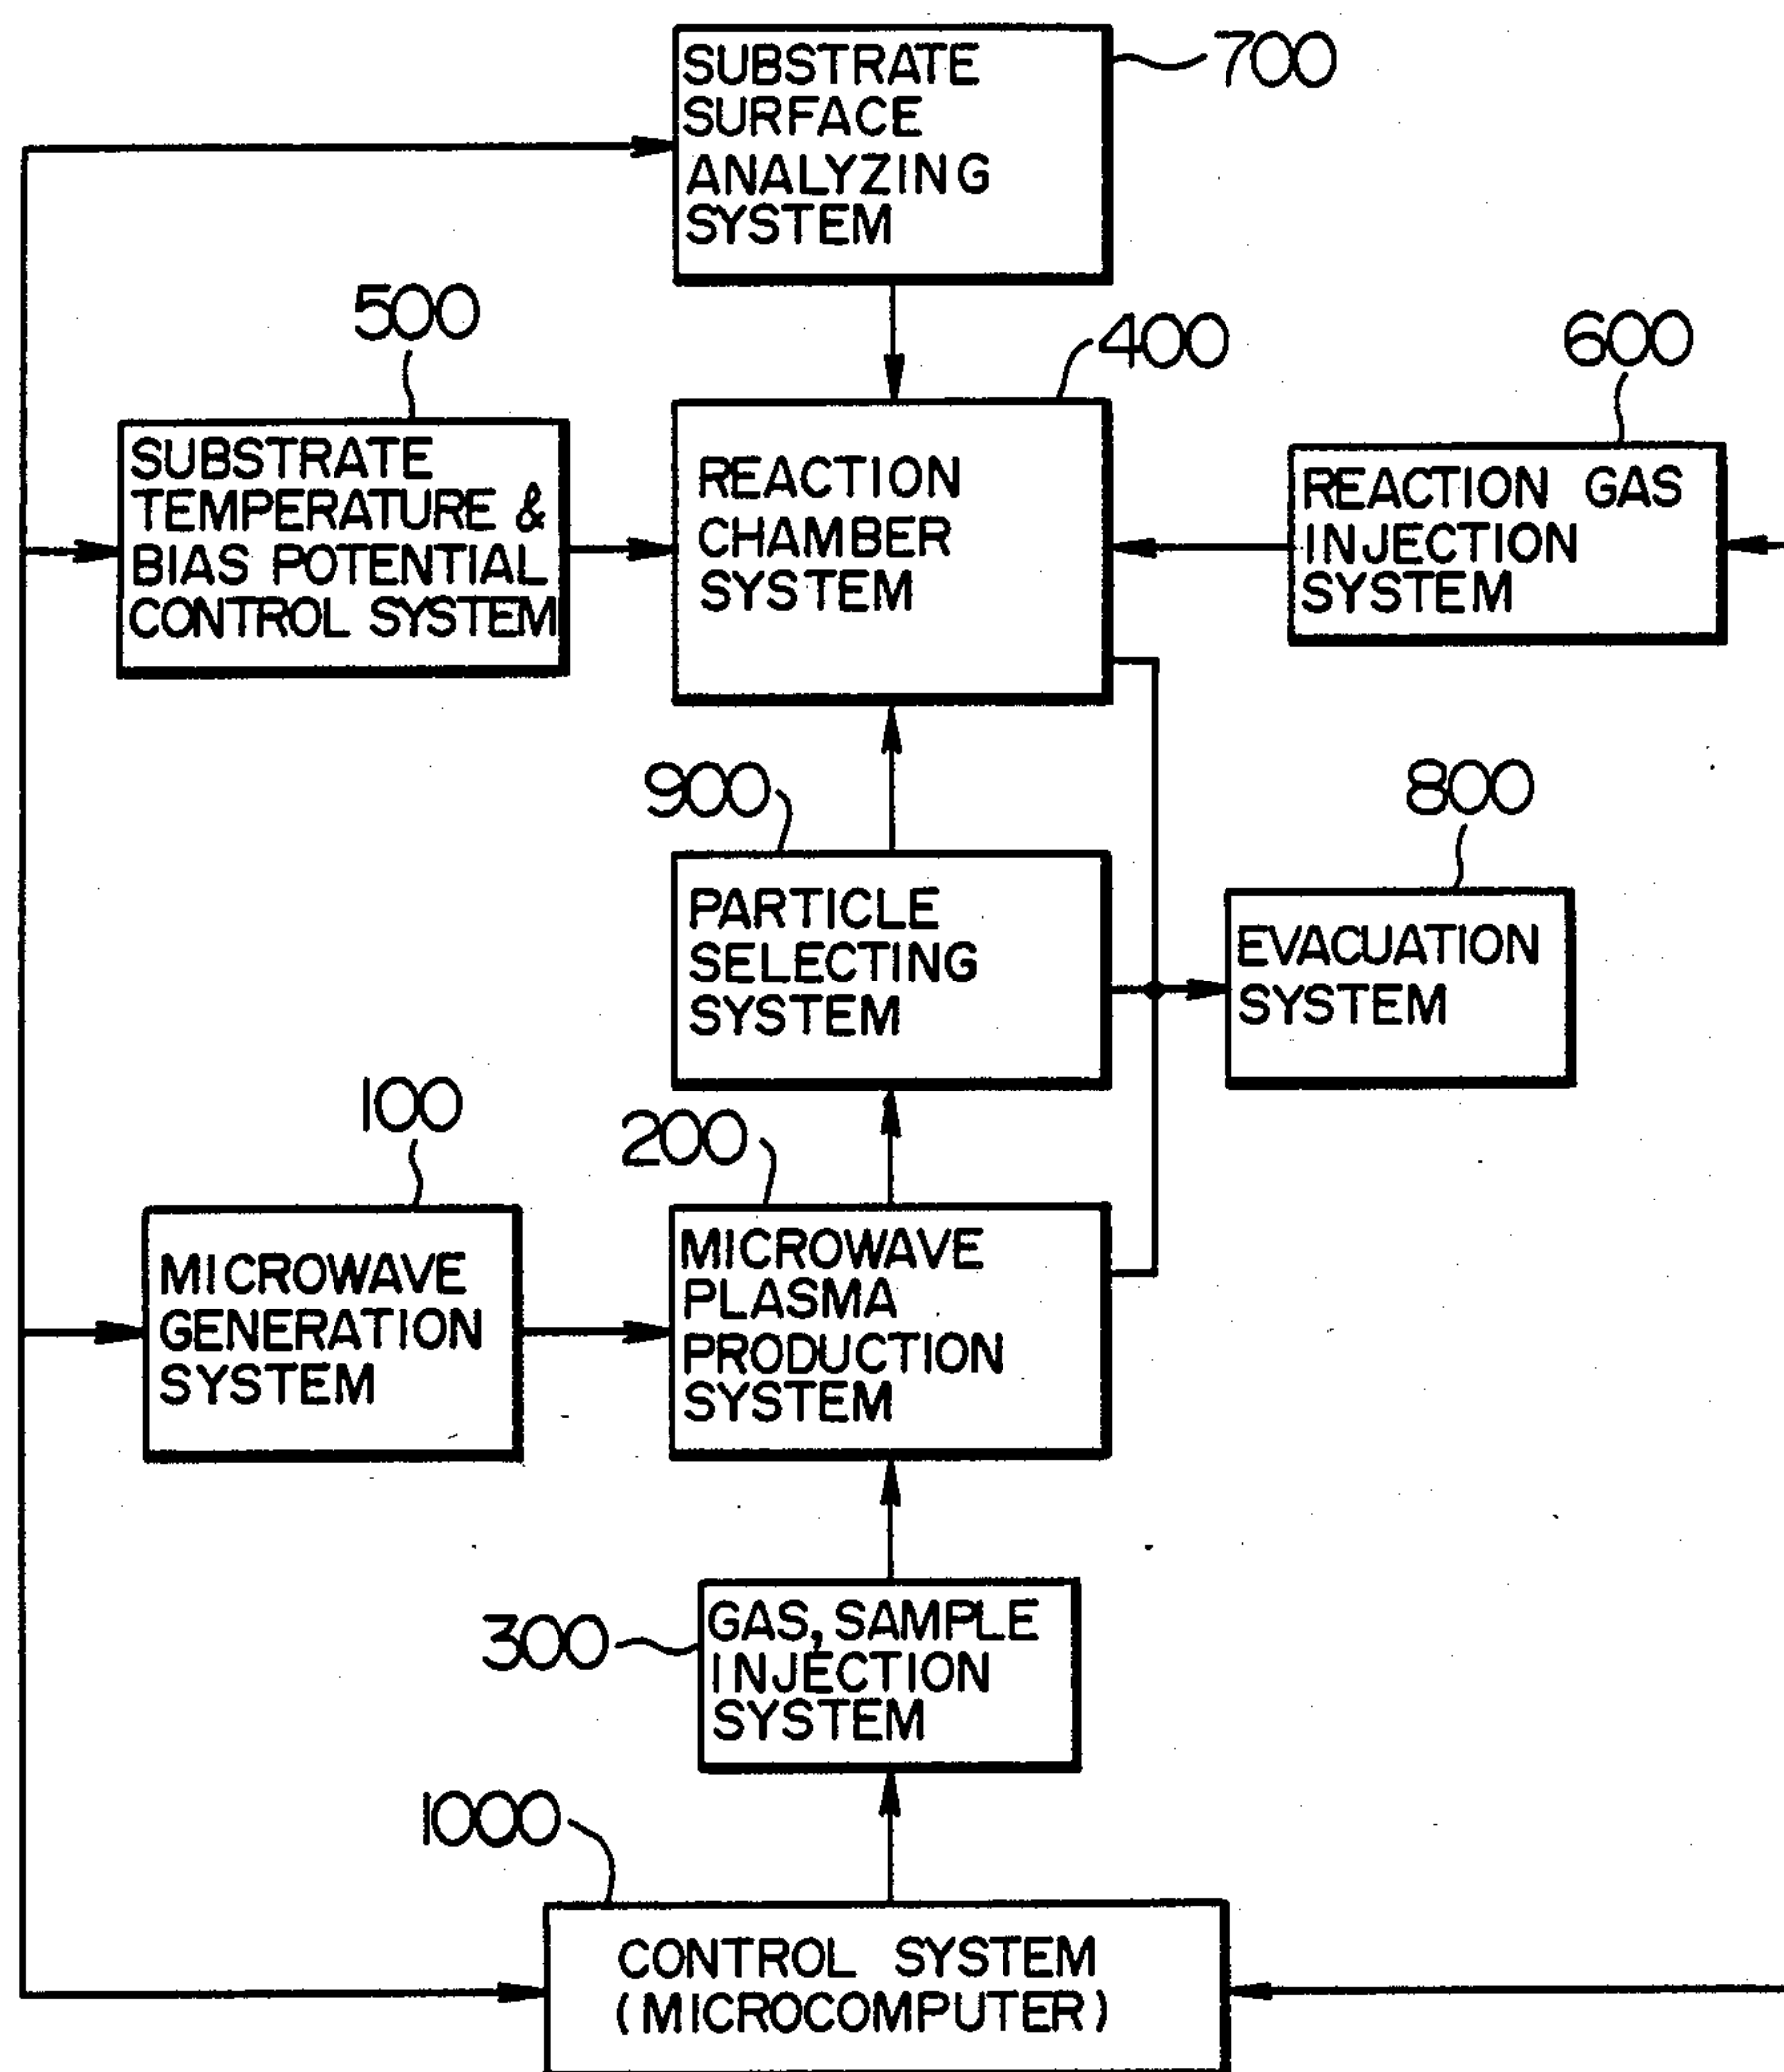 700
SUBSTRATE
SURFACE
ANALYZING
SYSTEM
500
400
600
SUBSTRATE
TEMPERATURE &
BIAS POTENTIAL
CONTROL SYSTEM
REACTION
CHAMBER
SYSTEM
REACTION GAS
INJECTION
SYSTEM
900
800
PARTICLE
SELECTING
SYSTEM
EVACUATION
SYSTEM
100
200
MICROWAVE
GENERATION
SYSTEM
MICROWAVE
PLASMA
PRODUCTION
SYSTEM
300
GAS, SAMPLE
INJECTION
SYSTEM
1000
CONTROL SYSTEM
(MICROCOMPUTER)